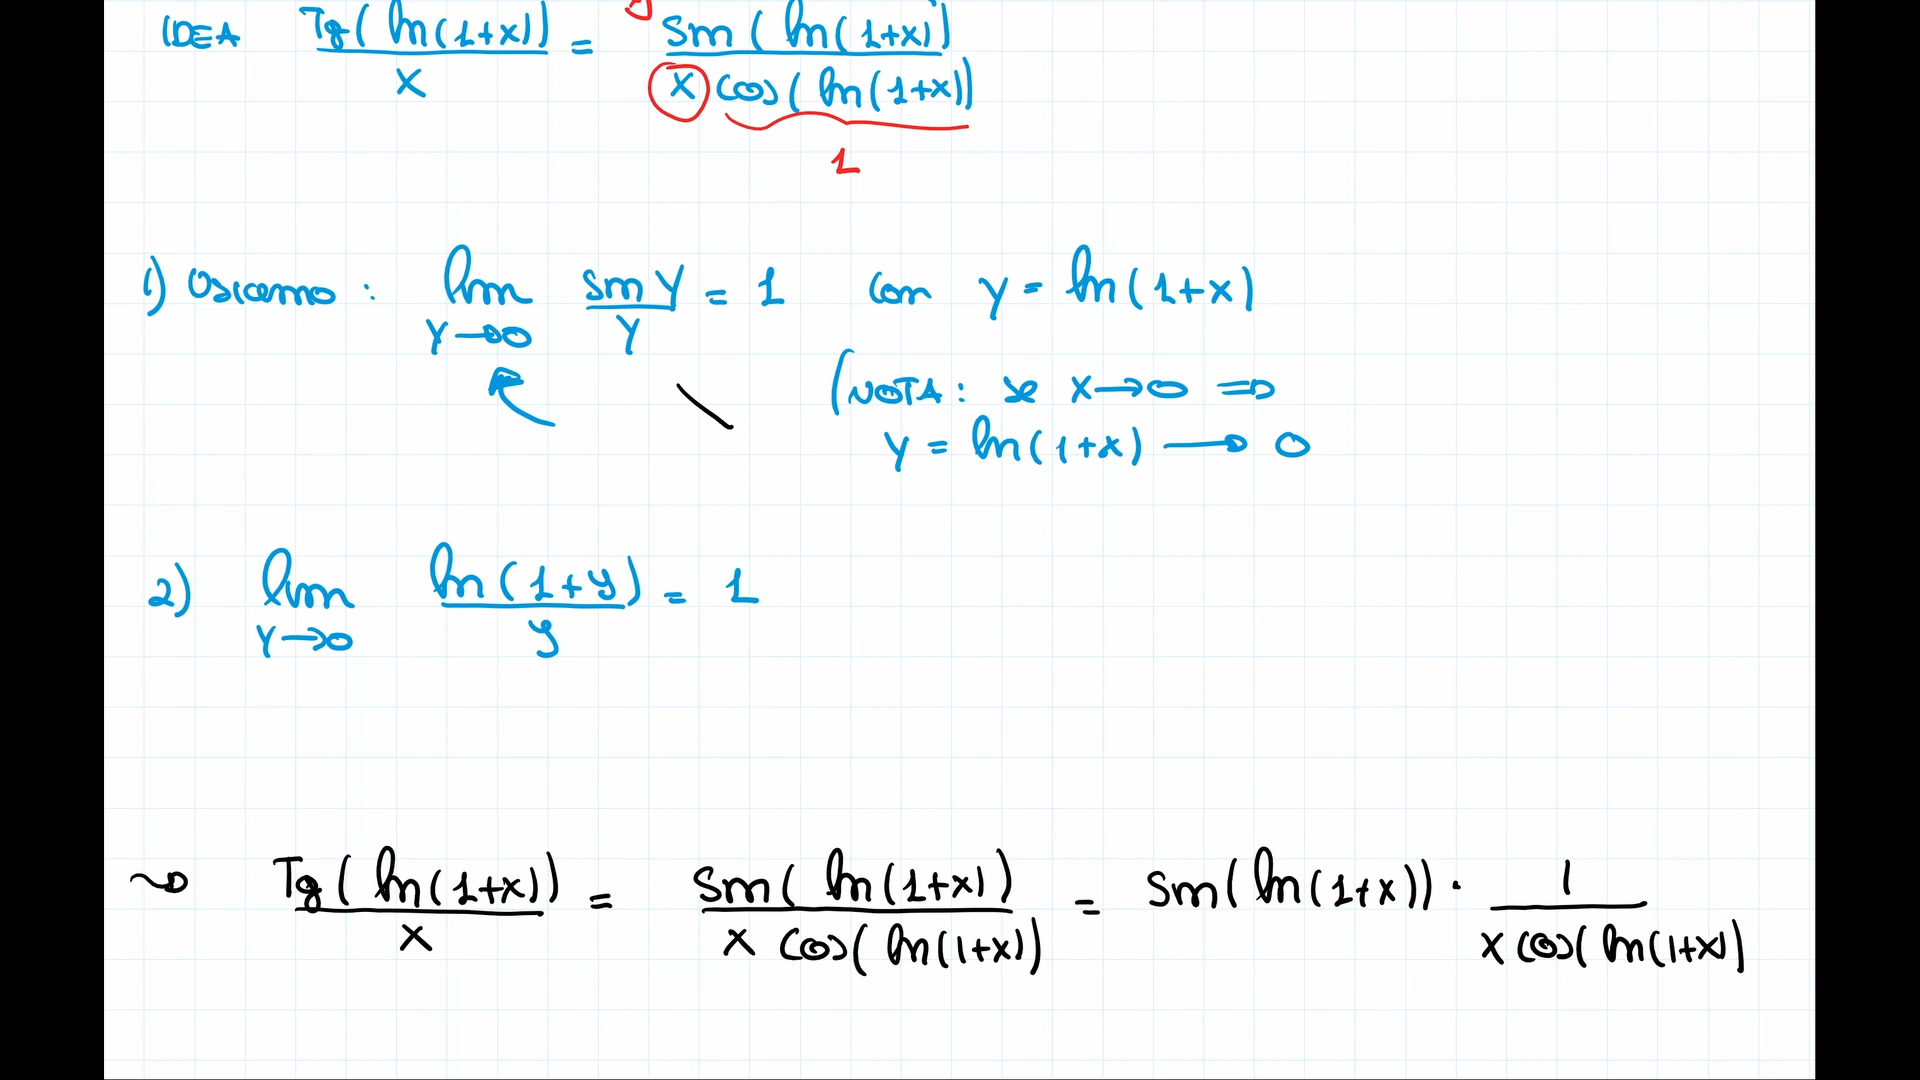 IDEA Tg(ln(1+x))/x = sin(ln(1+x))/(x cos(ln(1+x)))
1
1) Usiamo: lim y→0 sin y/y = 1 con y = ln(1+x)
(NOTA: se x→0 ⇒
y = ln(1+x) → 0
2) lim y→0 ln(1+y)/y = 1
⇝ Tg(ln(1+x))/x = sin(ln(1+x))/(x cos(ln(1+x))) = sin(ln(1+x)) · 1/(x cos(ln(1+x)))